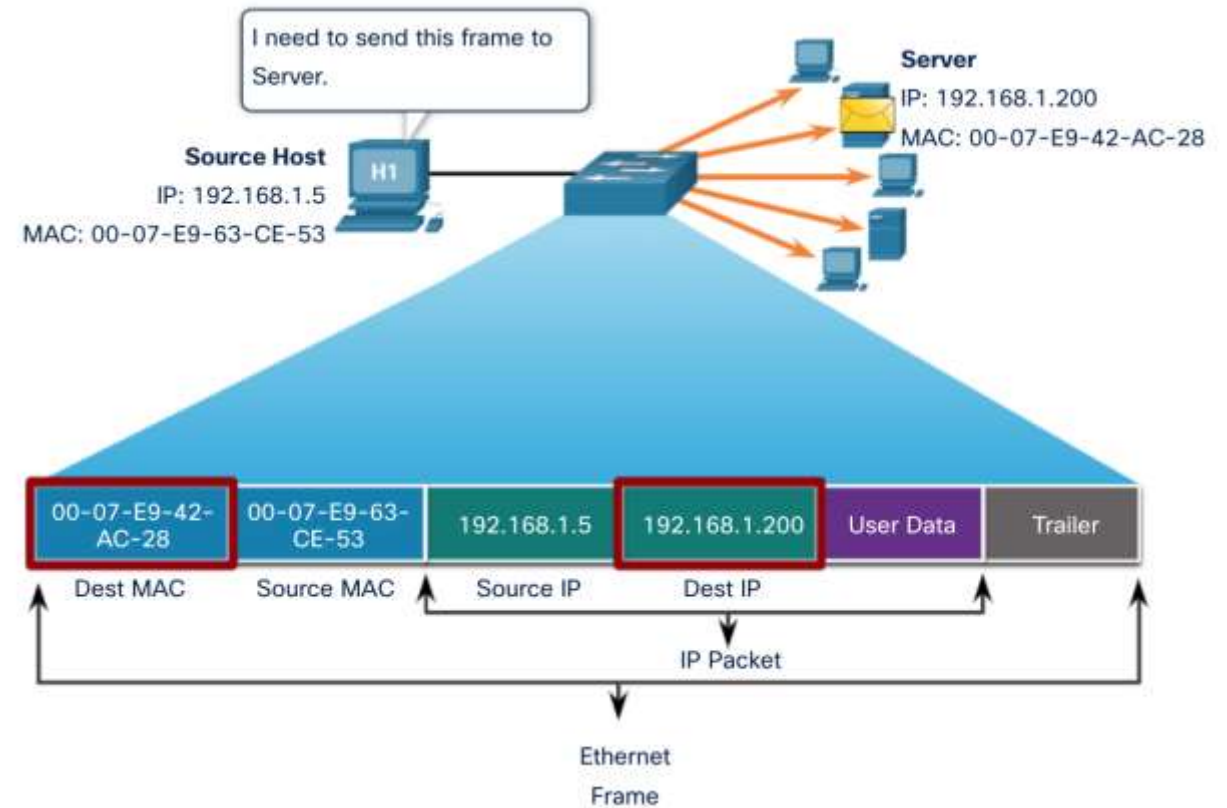 I need to send this frame to
Server.
Source Host
IP: 192.168.1.5
MAC: 00-07-E9-63-CE-53
H1
Server
IP: 192.168.1.200
MAC: 00-07-E9-42-AC-28
00-07-E9-42-
AC-28
00-07-E9-63-
CE-53
192.168.1.5
192.168.1.200
User Data
Trailer
Dest MAC
Source MAC
Source IP
Dest IP
IP Packet
Ethernet
Frame